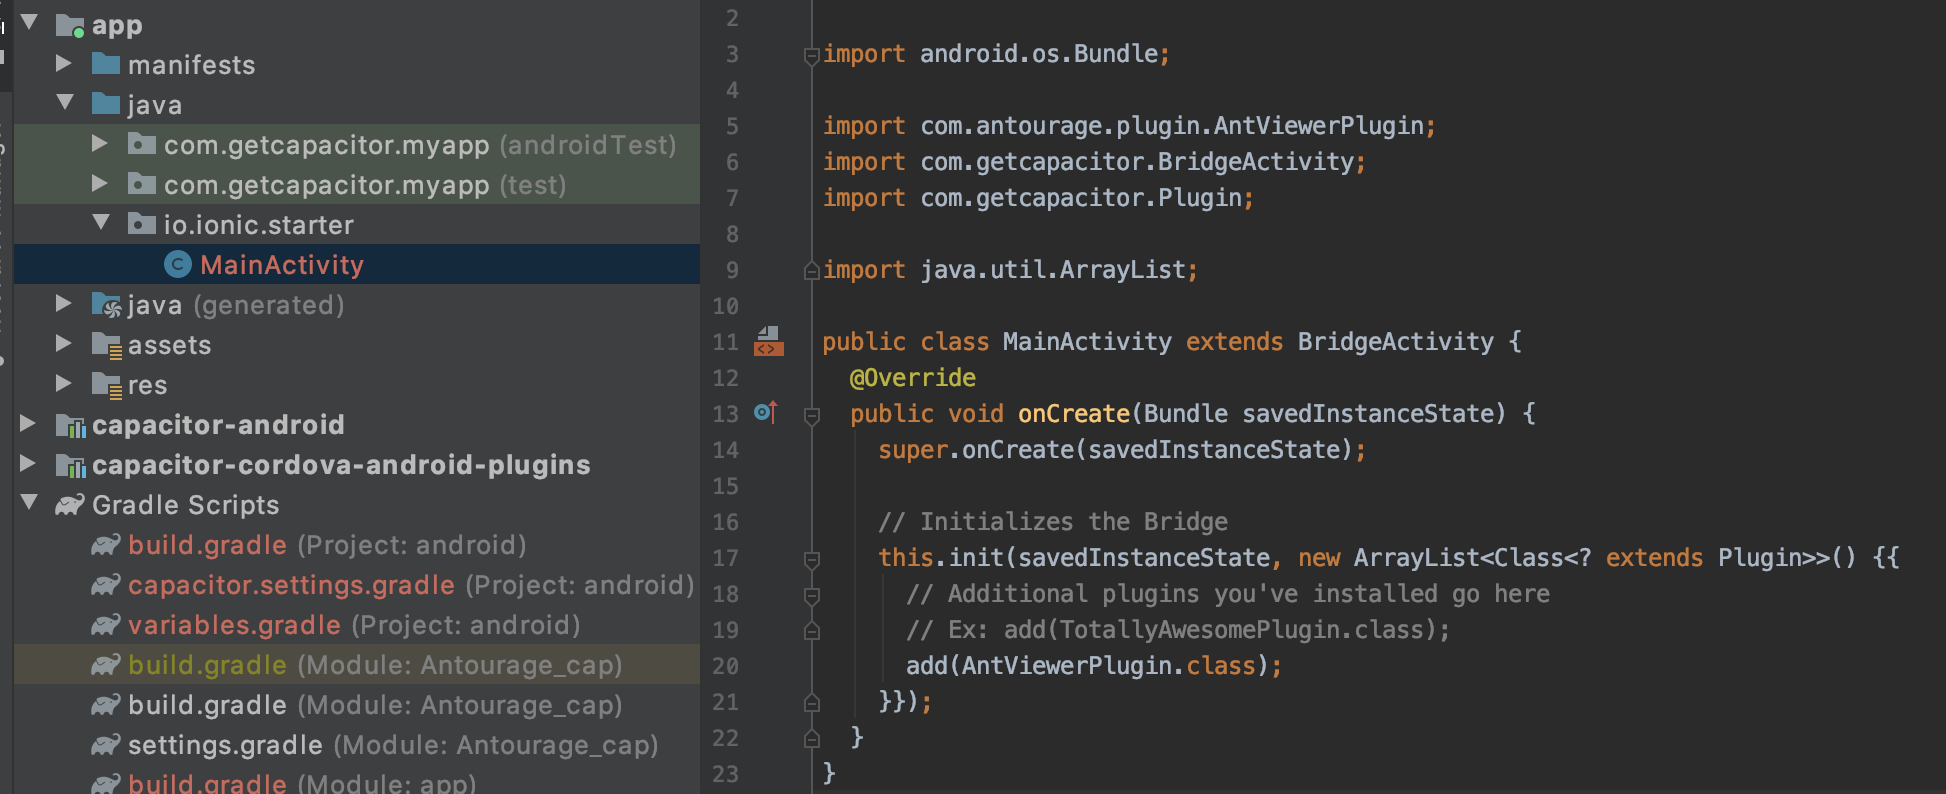 app
manifests
java
com.getcapacitor.myapp (androidTest)
com.getcapacitor.myapp (test)
io.ionic.starter
C MainActivity
java (generated)
assets
res
capacitor-android
capacitor-cordova-android-plugins
Gradle Scripts
build.gradle (Project: android)
capacitor.settings.gradle (Project: android)
variables.gradle (Project: android)
build.gradle (Module: Antourage_cap)
build.gradle (Module: Antourage_cap)
settings.gradle (Module: Antourage_cap)
build.gradle (Module: app)
2
3 import android.os.Bundle;
4
5 import com.antourage.plugin.AntViewerPlugin;
6 import com.getcapacitor.BridgeActivity;
7 import com.getcapacitor.Plugin;
8
9 import java.util.ArrayList;
10
11 public class MainActivity extends BridgeActivity {
12 @Override
13 public void onCreate(Bundle savedInstanceState) {
14 super.onCreate(savedInstanceState);
15
16 // Initializes the Bridge
17 this.init(savedInstanceState, new ArrayList<Class<? extends Plugin>>() {{
18 // Additional plugins you've installed go here
19 // Ex: add(TotallyAwesomePlugin.class);
20 add(AntViewerPlugin.class);
21 }});
22 }
23 }